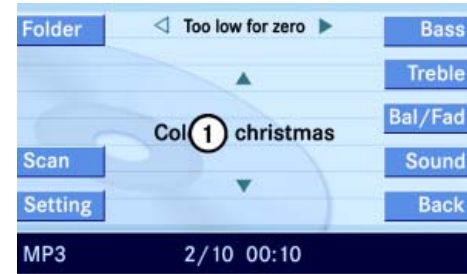 Folder
Too low for zero
Bass
Treble
Bal/Fad
Col 1 christmas
Scan
Sound
Setting
Back
MP3 2/10 00:10